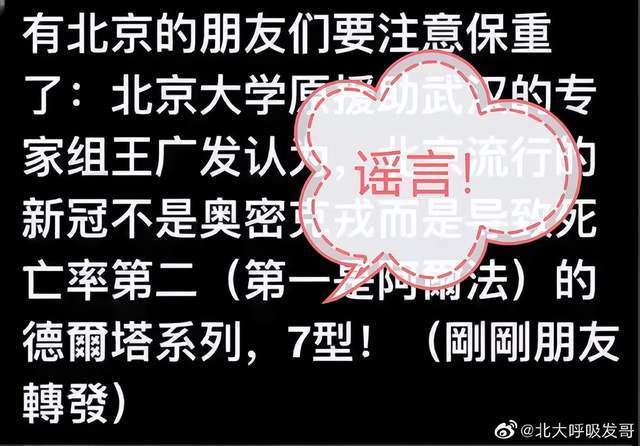 有北京的朋友们要注意保重
了：北京大学原援助武汉的专
家组王广发认为，北京流行的
新冠不是奥密克戎而是导致死
亡率第二（第一是阿爾法）的
德爾塔系列，7型！（剛剛朋友
轉發）
谣言！
@北大呼吸发哥